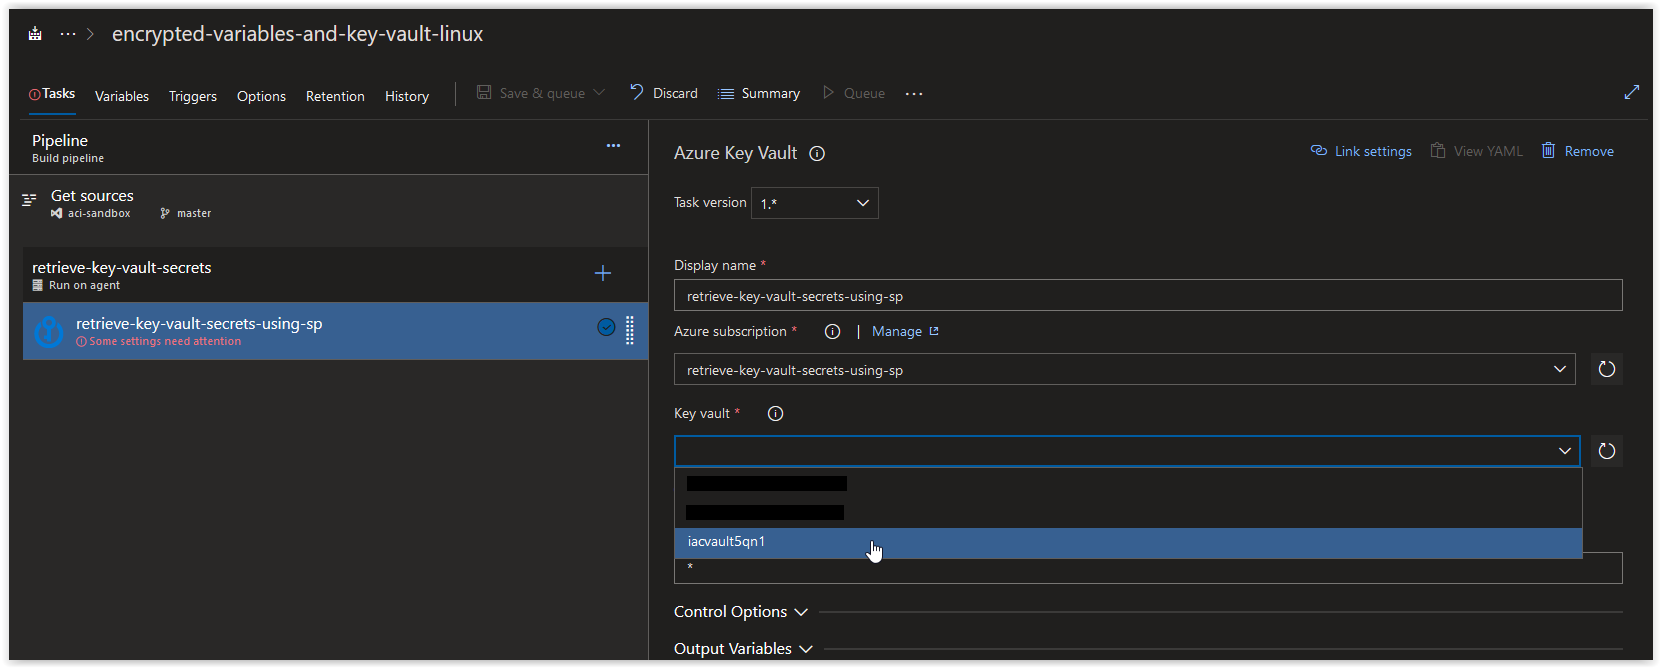 ··· > encrypted-variables-and-key-vault-linux
Tasks Variables Triggers Options Retention History Save & queue Discard Summary Queue ···
Pipeline ···
Build pipeline
Get sources
aci-sandbox master
retrieve-key-vault-secrets
Run on agent
retrieve-key-vault-secrets-using-sp
Some settings need attention
Azure Key Vault Link settings View YAML Remove
Task version 1.*
Display name *
retrieve-key-vault-secrets-using-sp
Azure subscription * | Manage
retrieve-key-vault-secrets-using-sp
Key vault *
iacvault5qn1
*
Control Options
Output Variables